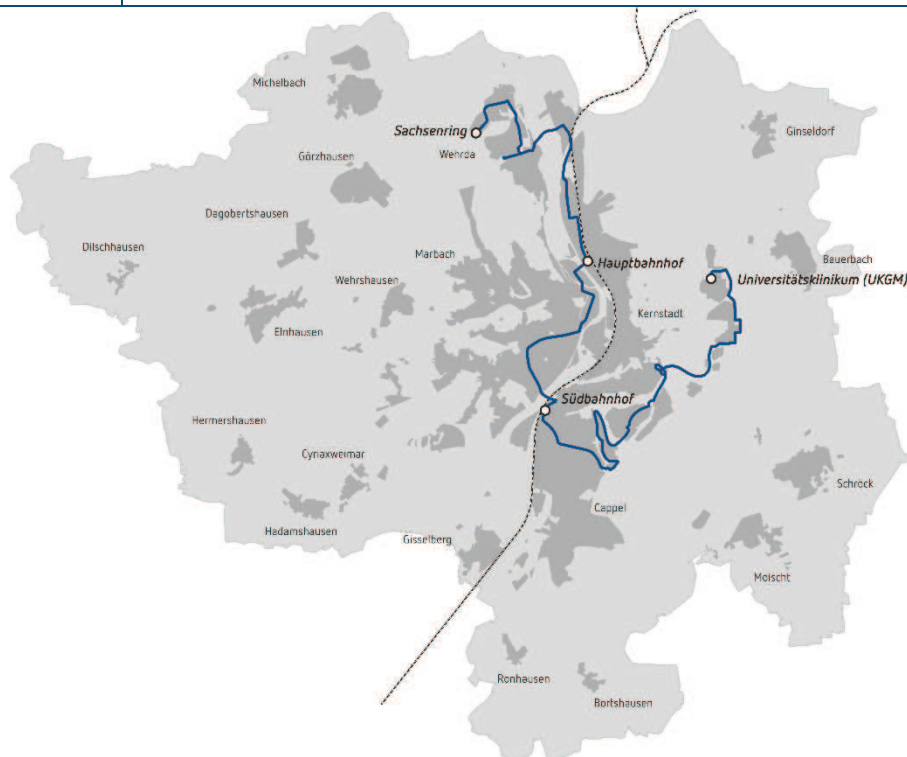 Michelbach
Sachsenring
Ginseldorf
Wehrda
Görzhausen
Dagobertshausen
Dilschhausen
Marbach
Bauerbach
Hauptbahnhof
Universitätsklinikum (UKGM)
Wehrshausen
Kernstadt
Elnhausen
Südbahnhof
Hermershausen
Cyriaxweimar
Schröck
Cappel
Hadamshausen
Gisselberg
Moischt
Ronhausen
Bortshausen